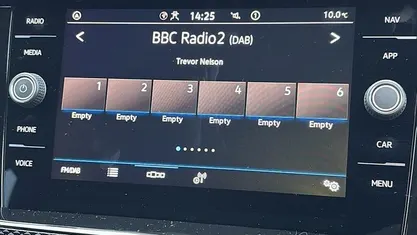 RADIO
MEDIA
PHONE
VOICE
14:25
10.0°C
NAV
APP
CAR
MENU
< BBC Radio2 (DAB) >
Trevor Nelson
1 2 3 4 5 6
Empty Empty Empty Empty Empty Empty
FM/DAB